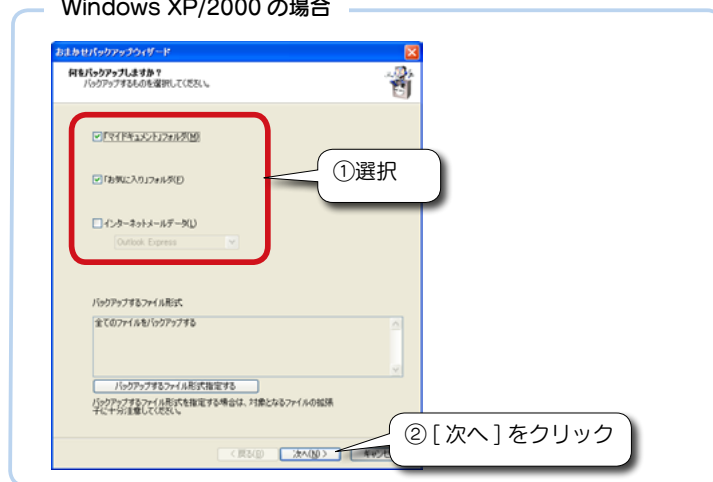 Windows XP/2000 の場合
おまかせバックアップウィザード
何をバックアップしますか?
バックアップするものを選択してください。
「マイドキュメント」フォルダ(M)
「お気に入り」フォルダ(F)
インターネットメールデータ(L)
Outlook Express
①選択
バックアップするファイル形式
全てのファイルをバックアップする
バックアップするファイル形式指定する
バックアップするファイル形式を指定する場合は、対象となるファイルの拡張
子に十分注意してください。
< 戻る(B)
次へ(N) >
② [ 次へ ] をクリック